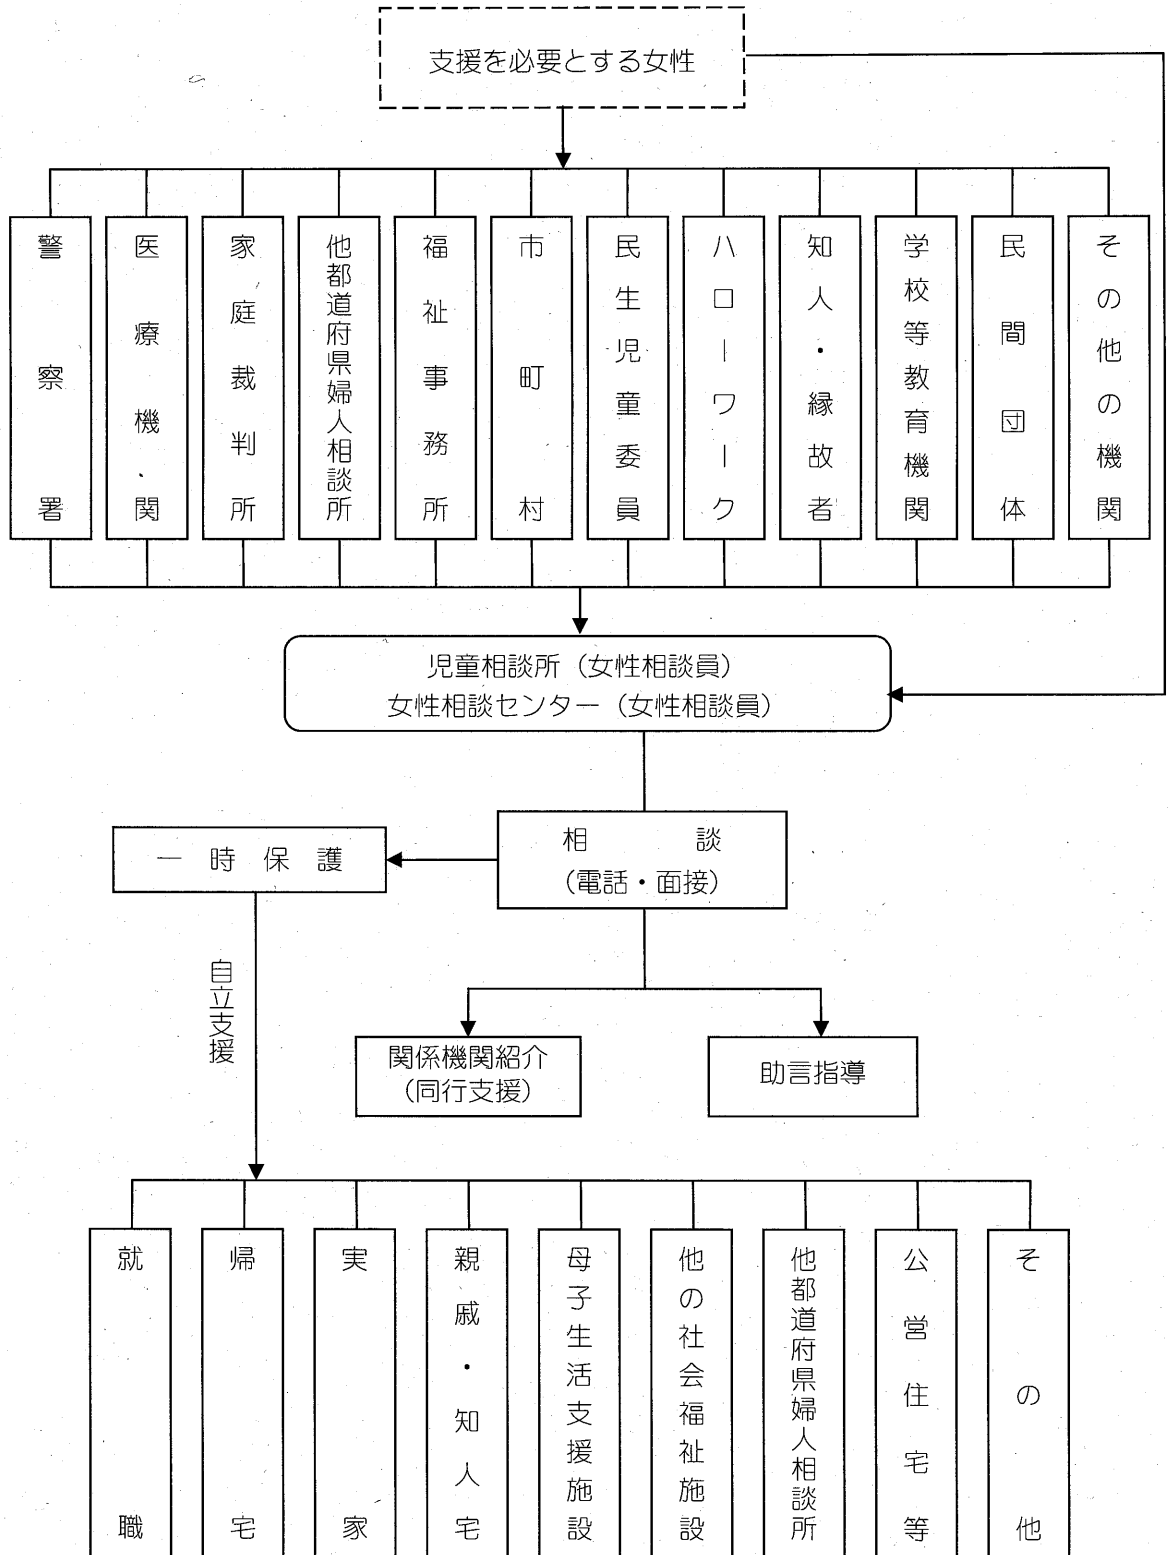 支援を必要とする女性
警察署
医療機関
家庭裁判所
他都道府県婦人相談所
福祉事務所
市町村
民生児童委員
ハローワーク
知人・縁故者
学校等教育機関
民間団体
その他の機関
児童相談所（女性相談員）
女性相談センター（女性相談員）
相談
（電話・面接）
一時保護
自立支援
関係機関紹介
（同行支援）
助言指導
就職
帰宅
実家
親戚・知人宅
母子生活支援施設
他の社会福祉施設
他都道府県婦人相談所
公営住宅等
その他